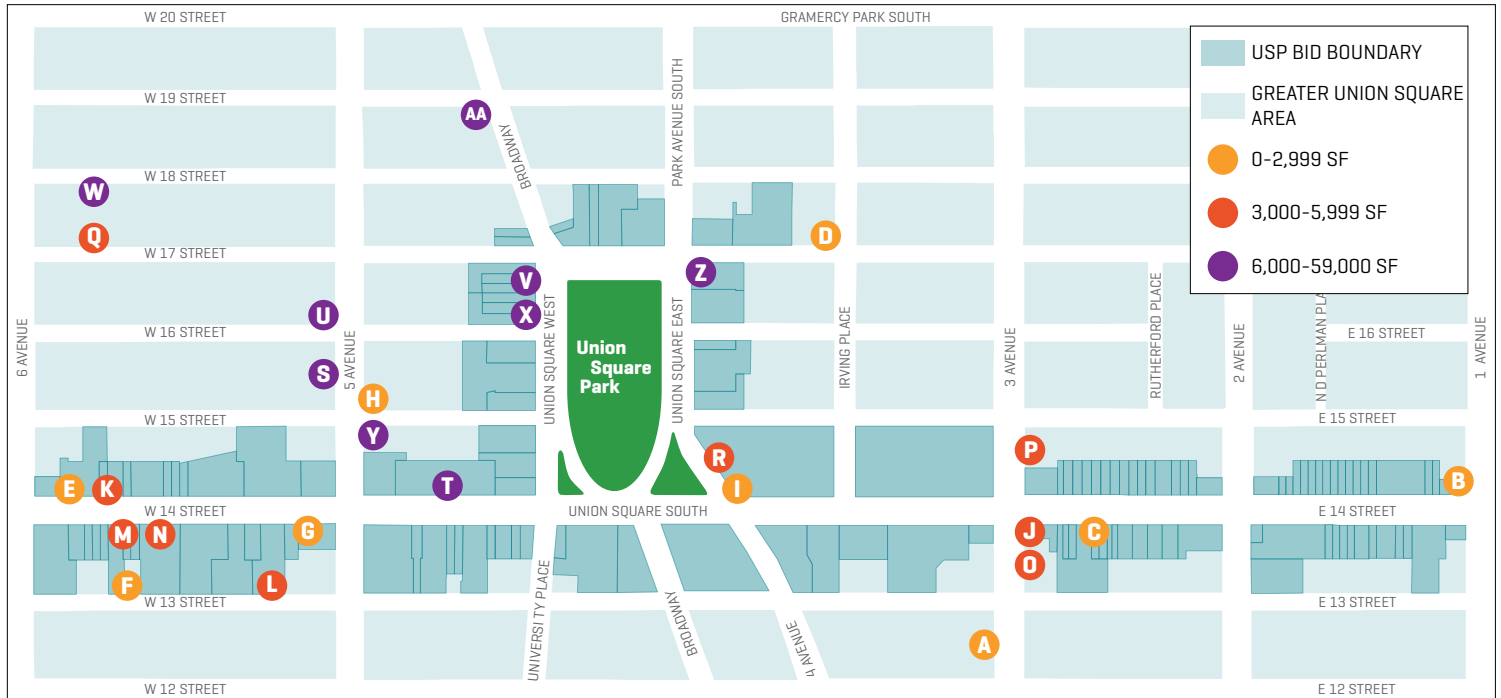 W 20 STREET
GRAMERCY PARK SOUTH
USP BID BOUNDARY
GREATER UNION SQUARE
AREA
0-2,999 SF
3,000-5,999 SF
6,000-59,000 SF
W 19 STREET
AA
BROADWAY
PARK AVENUE SOUTH
W 18 STREET
W
Q
D
W 17 STREET
V
Z
X
U
UNION SQUARE WEST
UNION SQUARE EAST
Union
Square
Park
6 AVENUE
W 16 STREET
E 16 STREET
S
5 AVENUE
IRVING PLACE
3 AVENUE
RUTHERFORD PLACE
2 AVENUE
N D PERLMAN PLA
1 AVENUE
H
W 15 STREET
E 15 STREET
Y
R
P
E
K
T
I
B
W 14 STREET
UNION SQUARE SOUTH
E 14 STREET
M
N
G
J
C
O
F
L
UNIVERSITY PLACE
BROADWAY
4 AVENUE
W 13 STREET
E 13 STREET
A
W 12 STREET
E 12 STREET